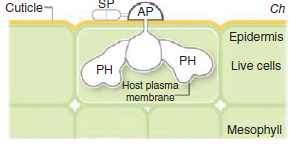 Cuticle
SP
AP
Ch
Epidermis
PH
PH
Live cells
Host plasma
membrane
Mesophyll